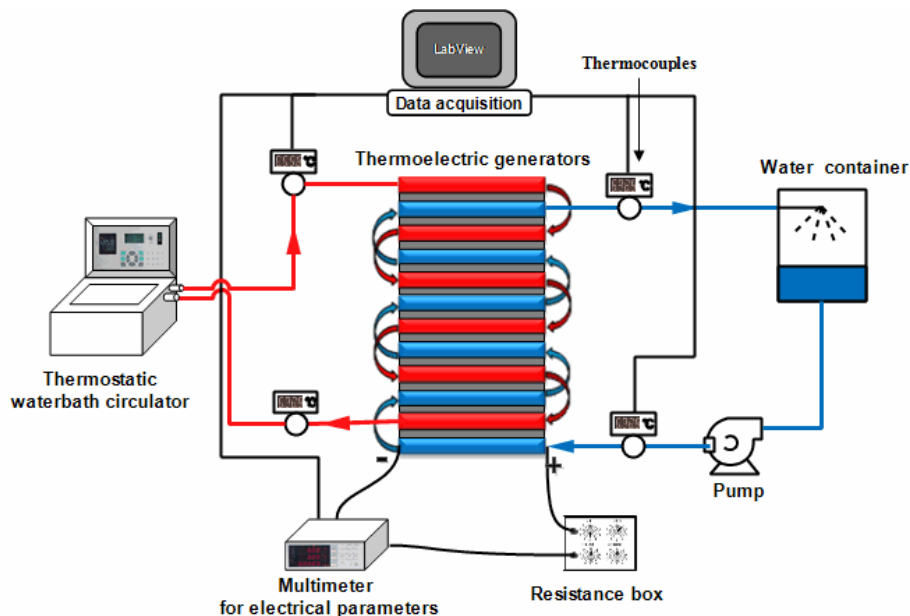 LabView
Thermocouples
Data acquisition
°C
°C
Thermoelectric generators
Water container
Thermostatic
waterbath circulator
°C
°C
-
+
Pump
Multimeter
for electrical parameters
Resistance box